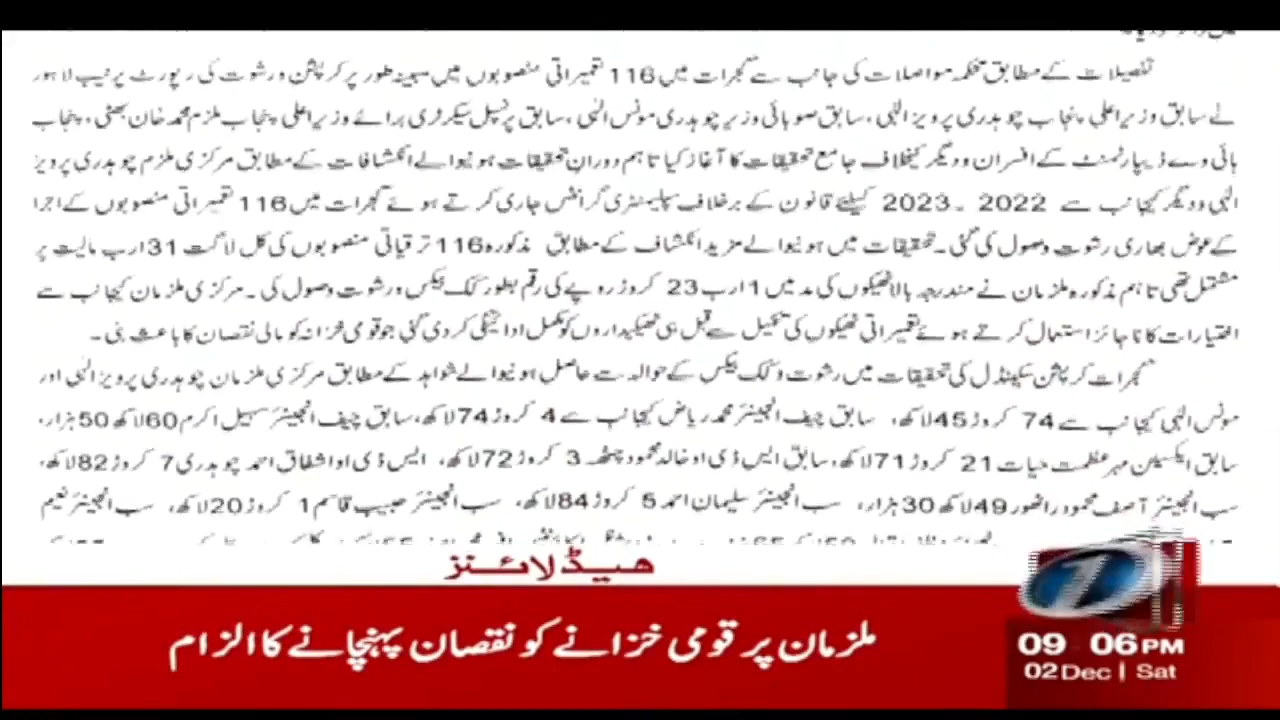 تفصیلات کے مطابق محکمہ مواصلات کی جانب سے گجرات میں 116 تعمیراتی منصوبوں میں مبینہ طور پر کرپشن و رشوت کی رپورٹ پر نیب لاہور
نے سابق وزیراعلی پنجاب چوہدری پرویز الٰہی، سابق صوبائی وزیر چوہدری مونس الٰہی، سابق پرنسپل سیکرٹری برائے وزیراعلی پنجاب ملزم محمد خان بھٹی، پنجاب
ہائی وے ڈیپارٹمنٹ کے افسران و دیگر کیخلاف جامع تحقیقات کا آغاز کیا تاہم دوران تحقیقات ہونیوالے انکشافات کے مطابق مرکزی ملزم چوہدری پرویز
الٰہی و دیگر کیجانب سے 2022 ۔ 2023 کیلئے قانون کے برخلاف سپلیمنٹری گرانٹس جاری کرتے ہوئے گجرات میں 116 تعمیراتی منصوبوں کے اجرا
کے عوض بھاری رشوت وصول کی گئی۔ تحقیقات میں ہونیوالے مزید انکشاف کے مطابق مذکورہ 116 ترقیاتی منصوبوں کی کل لاگت 31 ارب مالیت پر
مشتمل تھی تاہم مذکورہ ملزمان نے مندرجہ بالا ٹھیکوں کی مد میں 1 ارب 23 کروڑ روپے کی رقم بطور کک بیکس و رشوت وصول کی۔ مرکزی ملزمان کیجانب سے
اختیارات کا ناجائز استعمال کرتے ہوئے تعمیراتی ٹھیکوں کی تکمیل سے قبل ہی ٹھیکیداروں کو مکمل ادائیگی کر دی گئی جو قومی خزانہ کو مالی نقصان کا باعث بنی۔
گجرات کرپشن سکینڈل کی تحقیقات میں رشوت و کک بیکس کے حوالہ سے حاصل ہونیوالے شواہد کے مطابق مرکزی ملزمان چوہدری پرویز الٰہی اور
مونس الٰہی کیجانب سے 74 کروڑ 45 لاکھ، سابق چیف انجینئر محمد ریاض کیجانب سے 4 کروڑ 74 لاکھ، سابق چیف انجینئر سہیل اکرم 60 لاکھ 50 ہزار،
سابق ایکسیئن مہر عظمت حیات 21 کروڑ 71 لاکھ، سابق ایس ڈی او خالد محمود چٹھہ 3 کروڑ 72 لاکھ، ایس ڈی او اشفاق احمد چوہدری 7 کروڑ 82 لاکھ،
سب انجینئر آصف محمود راٹھور 49 لاکھ 30 ہزار، سب انجینئر سلیمان احمد 5 کروڑ 84 لاکھ، سب انجینئر حبیب قاسم 1 کروڑ 20 لاکھ، سب انجینئر نعیم
ھیڈلائنز
ملزمان پر قومی خزانے کو نقصان پہنچانے کا الزام
1
09 06PM
02Dec | Sat